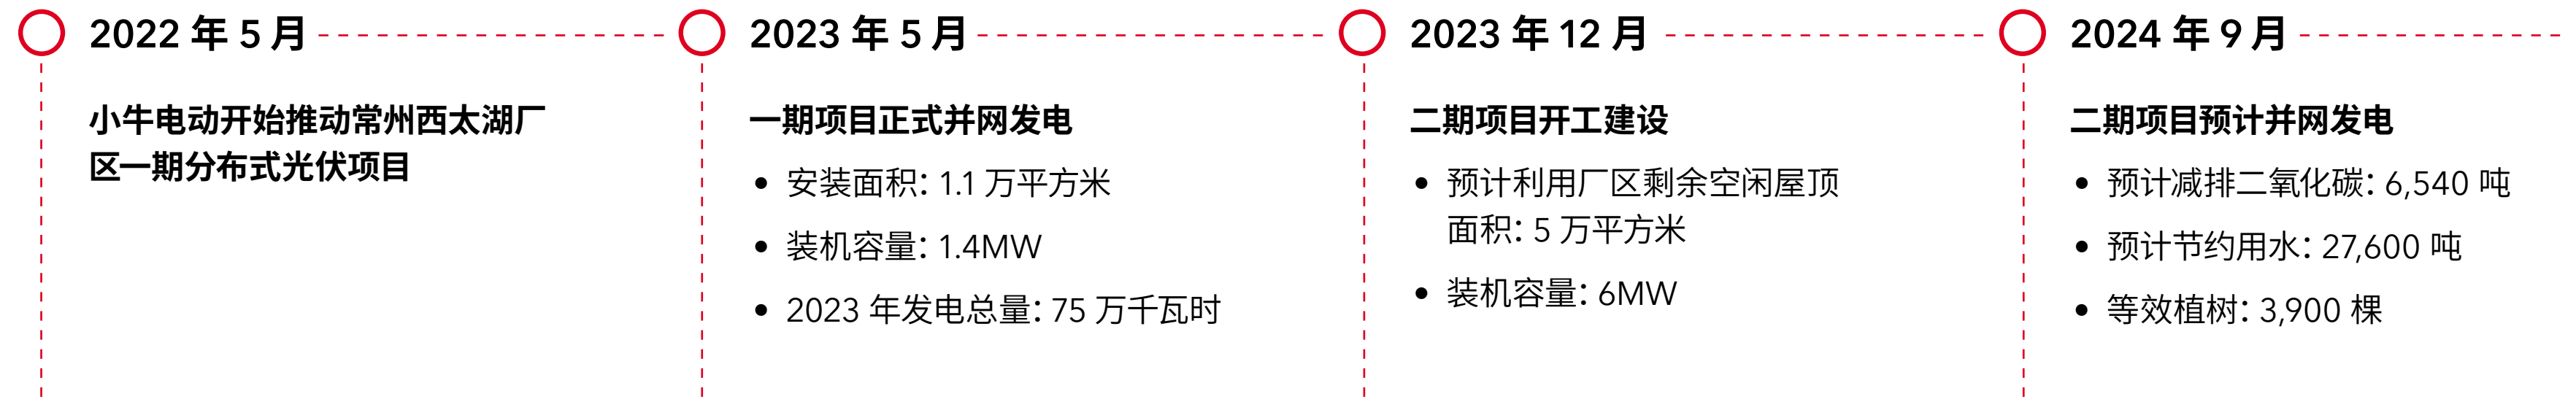 2022 年 5 月
小牛电动开始推动常州西太湖厂
区一期分布式光伏项目
2023 年 5 月
一期项目正式并网发电
• 安装面积：1.1 万平方米
• 装机容量：1.4MW
• 2023 年发电总量：75 万千瓦时
2023 年 12 月
二期项目开工建设
• 预计利用厂区剩余空闲屋顶
面积：5 万平方米
• 装机容量：6MW
2024 年 9 月
二期项目预计并网发电
• 预计减排二氧化碳：6,540 吨
• 预计节约用水：27,600 吨
• 等效植树：3,900 棵